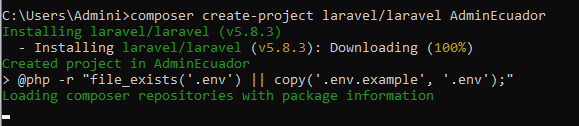 C:\Users\Admini>composer create-project laravel/laravel AdminEcuador
Installing laravel/laravel (v5.8.3)
- Installing laravel/laravel (v5.8.3): Downloading (100%)
Created project in AdminEcuador
> @php -r "file_exists('.env') || copy('.env.example', '.env');"
Loading composer repositories with package information